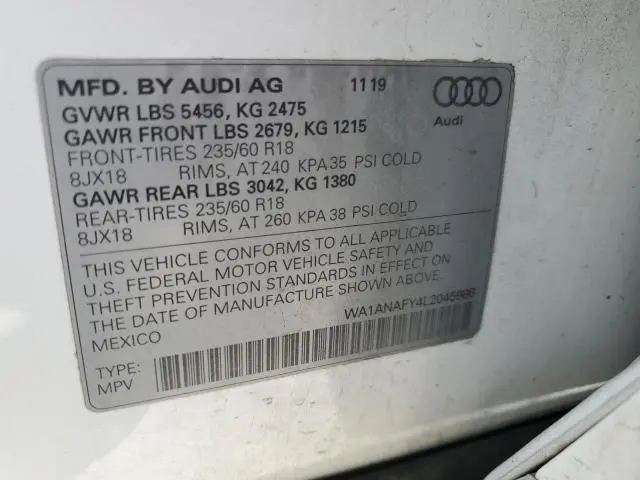 MFD. BY AUDI AG 11 19
GVWR LBS 5456, KG 2475
GAWR FRONT LBS 2679, KG 1215
FRONT-TIRES 235/60 R18
8JX18 RIMS, AT 240 KPA 35 PSI COLD
GAWR REAR LBS 3042, KG 1380
REAR-TIRES 235/60 R18
8JX18 RIMS, AT 260 KPA 38 PSI COLD
Audi
THIS VEHICLE CONFORMS TO ALL APPLICABLE
U.S. FEDERAL MOTOR VEHICLE SAFETY AND
THEFT PREVENTION STANDARDS IN EFFECT ON
THE DATE OF MANUFACTURE SHOWN ABOVE.
MEXICO
WA1ANAFY4L2045986
TYPE:
MPV